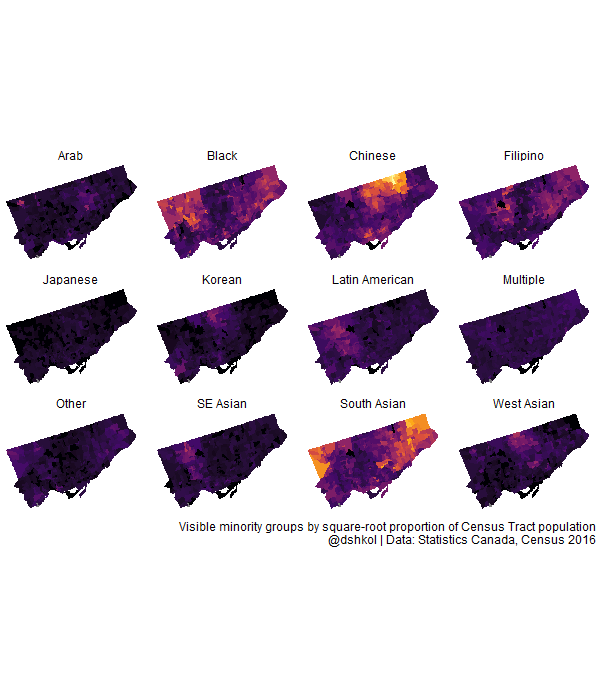 Arab
Black
Chinese
Filipino
Japanese
Korean
Latin American
Multiple
Other
SE Asian
South Asian
West Asian
Visible minority groups by square-root proportion of Census Tract population
@dshkol | Data: Statistics Canada, Census 2016